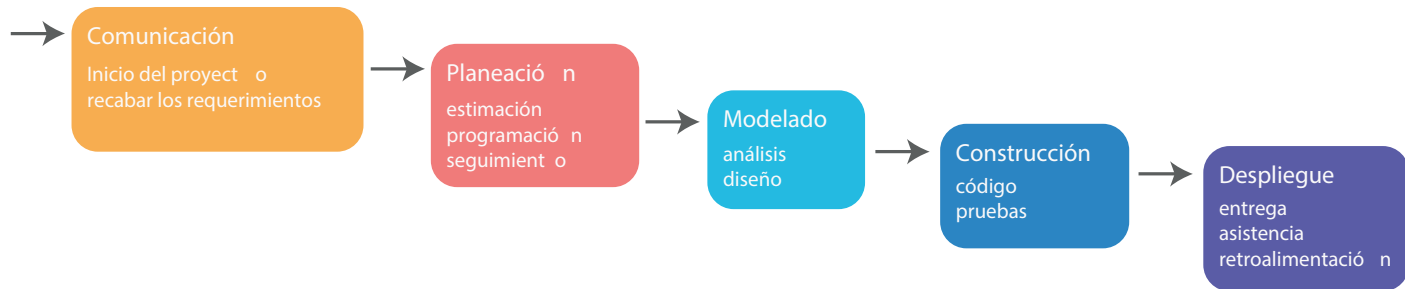 Comunicación
Inicio del proyect o
recabar los requerimientos
Planeació n
estimación
programació n
seguimient o
Modelado
análisis
diseño
Construcción
código
pruebas
Despliegue
entrega
asistencia
retroalimentació n